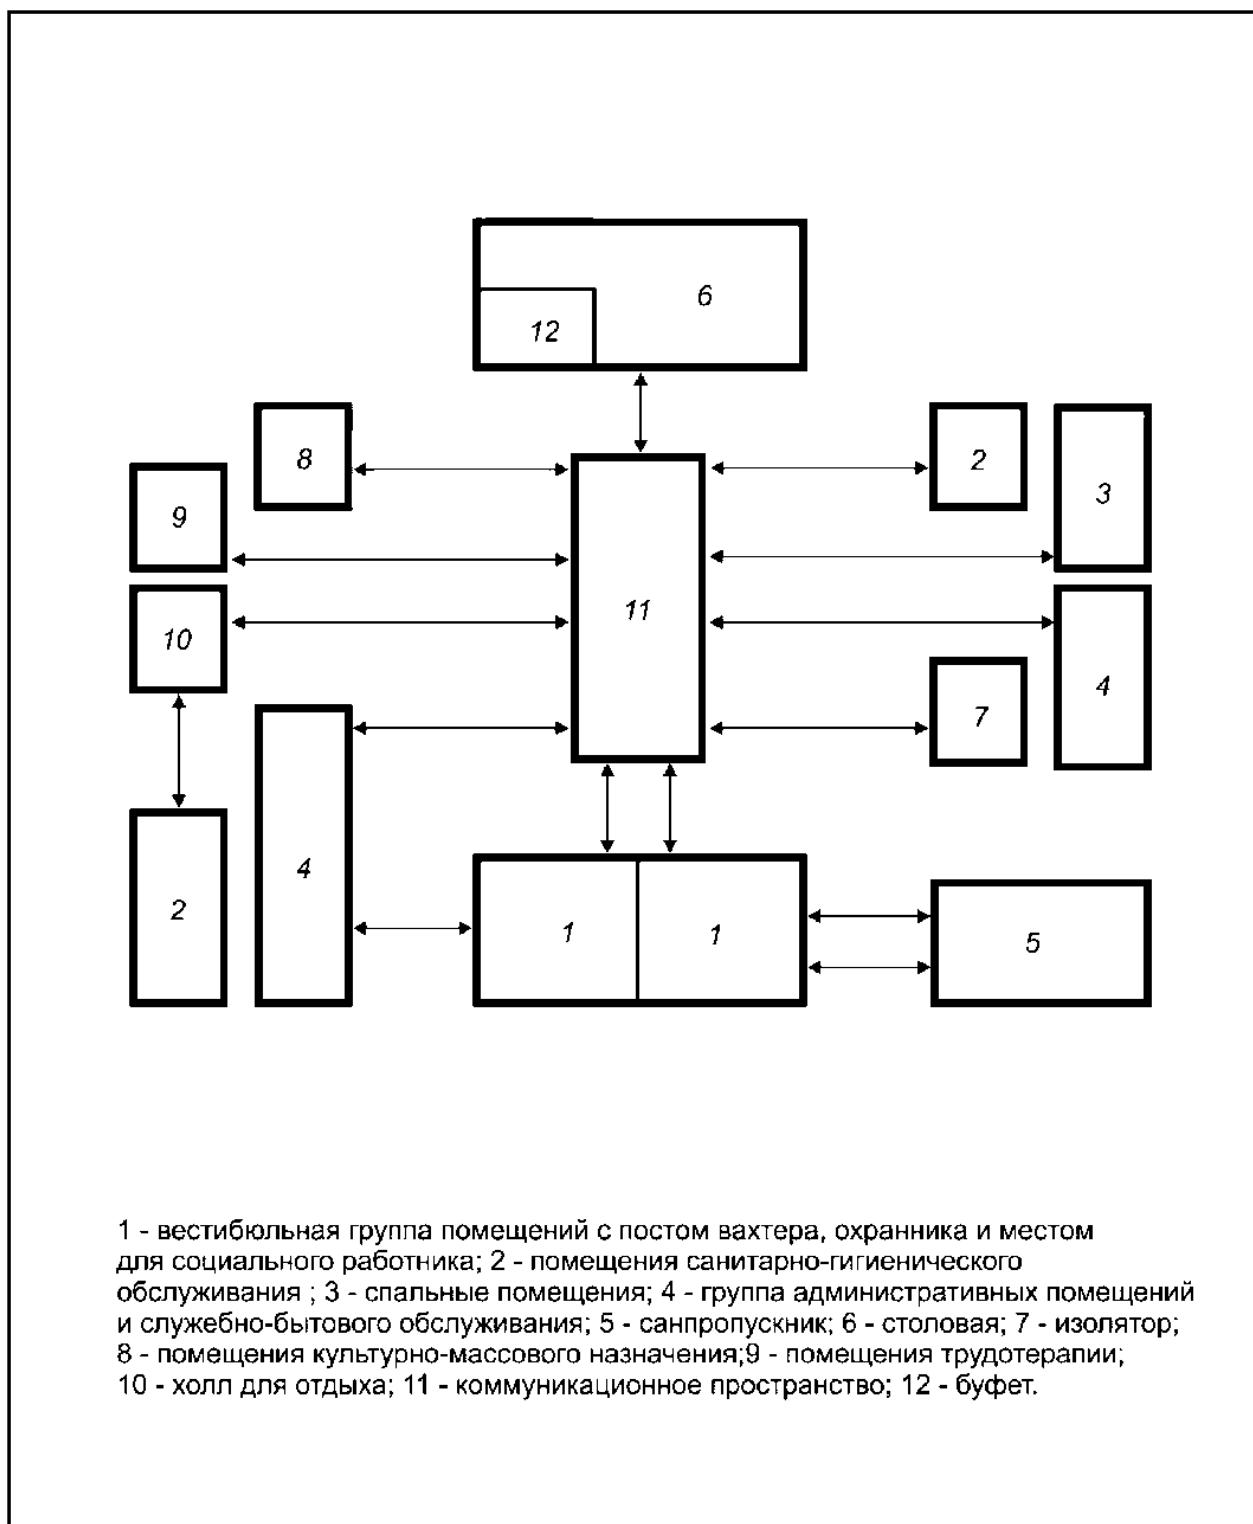 6
12
8
2
3
9
11
10
4
7
4
2
1
1
5
1 - вестибюльная группа помещений с постом вахтера, охранника и местом
для социального работника; 2 - помещения санитарно-гигиенического
обслуживания ; 3 - спальные помещения; 4 - группа административных помещений
и служебно-бытового обслуживания; 5 - санпропускник; 6 - столовая; 7 - изолятор;
8 - помещения культурно-массового назначения;9 - помещения трудотерапии;
10 - холл для отдыха; 11 - коммуникационное пространство; 12 - буфет.